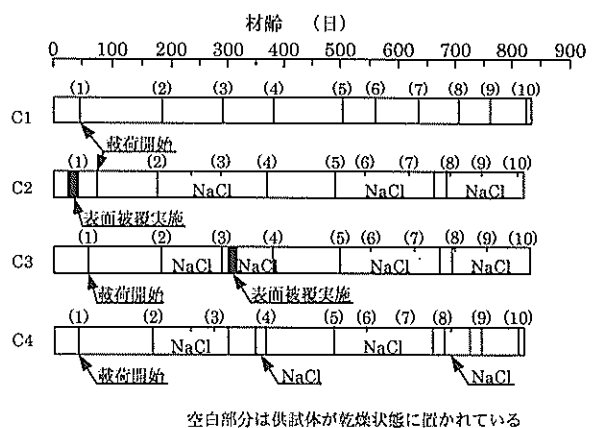 材齢 (日)
0 100 200 300 400 500 600 700 800 900
(1) (2) (3) (4) (5) (6) (7) (8) (9) (10)
C1
載荷開始
(1) (2) (3) (4) (5) (6) (7) (8) (9) (10)
C2 NaCl NaCl NaCl
表面被覆実施
(1) (2) (3) (4) (5) (6) (7) (8) (9) (10)
C3 NaCl NaCl NaCl NaCl
載荷開始 表面被覆実施
(1) (2) (3) (4) (5) (6) (7) (8) (9) (10)
C4 NaCl NaCl
載荷開始 NaCl NaCl
空白部分は供試体が乾燥状態に置かれている